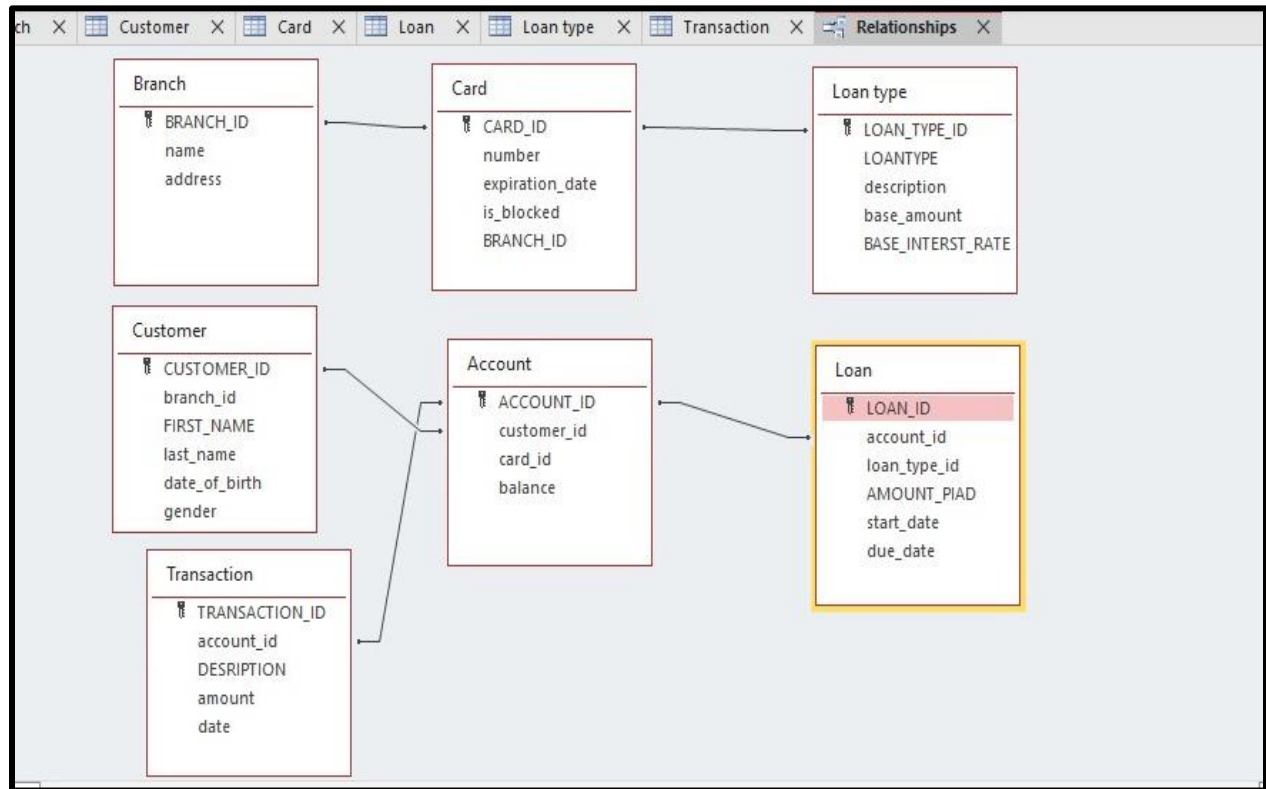 ch Customer Card Loan Loan type Transaction Relationships
Branch
BRANCH_ID
name
address
Card
CARD_ID
number
expiration_date
is_blocked
BRANCH_ID
Loan type
LOAN_TYPE_ID
LOANTYPE
description
base_amount
BASE_INTERST_RATE
Customer
CUSTOMER_ID
branch_id
FIRST_NAME
last_name
date_of_birth
gender
Account
ACCOUNT_ID
customer_id
card_id
balance
Loan
LOAN_ID
account_id
loan_type_id
AMOUNT_PIAD
start_date
due_date
Transaction
TRANSACTION_ID
account_id
DESRIPTION
amount
date